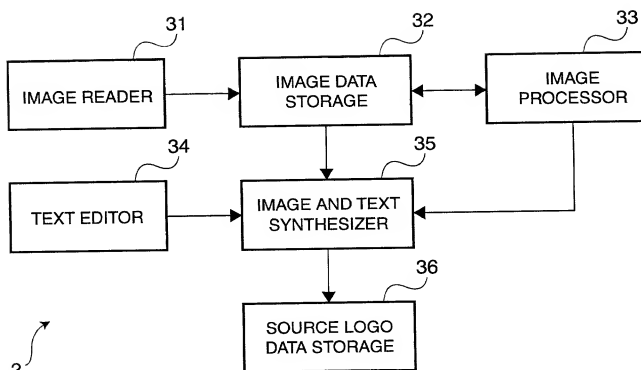 31
32
33
IMAGE READER
IMAGE DATA
STORAGE
IMAGE
PROCESSOR
34
35
TEXT EDITOR
IMAGE AND TEXT
SYNTHESIZER
36
SOURCE LOGO
DATA STORAGE